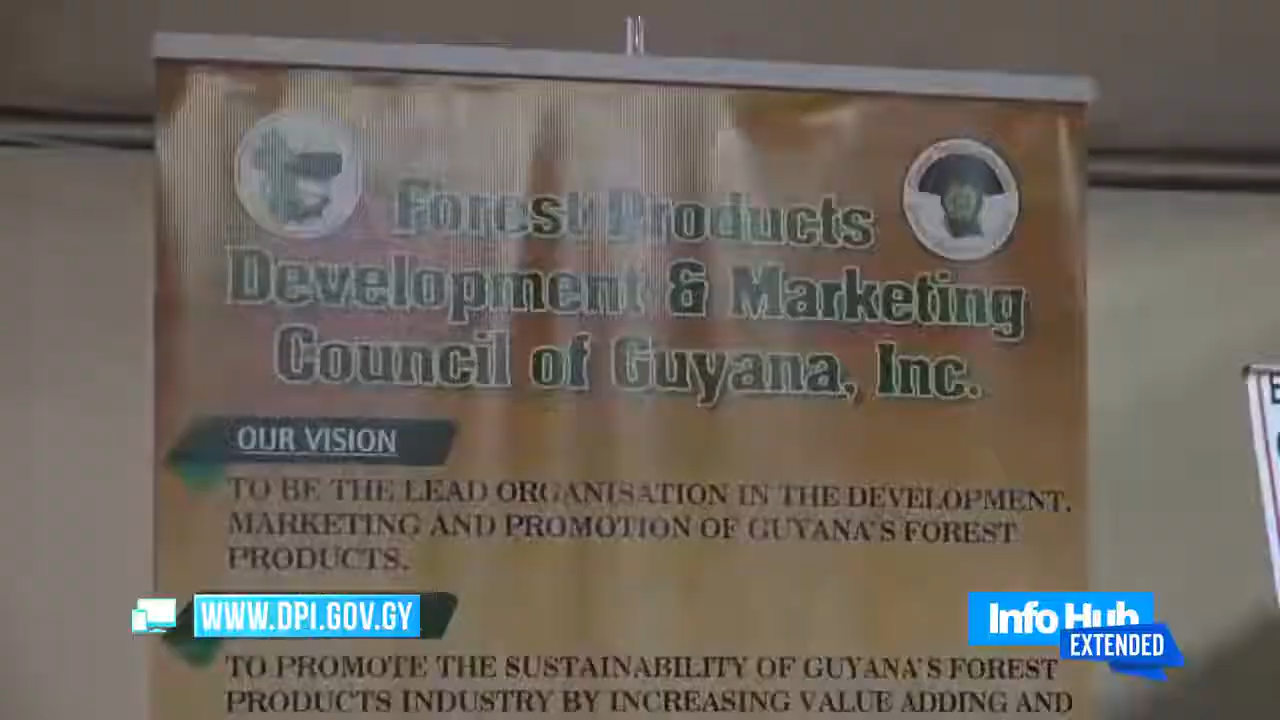 Forest Products
Development & Marketing
Council of Guyana, Inc.
OUR VISION
TO BE THE LEAD ORGANISATION IN THE DEVELOPMENT,
MARKETING AND PROMOTION OF GUYANA'S FOREST
PRODUCTS.
WWW.DPI.GOV.GY
Info Hub
EXTENDED
TO PROMOTE THE SUSTAINABILITY OF GUYANA'S FOREST
PRODUCTS INDUSTRY BY INCREASING VALUE ADDING AND